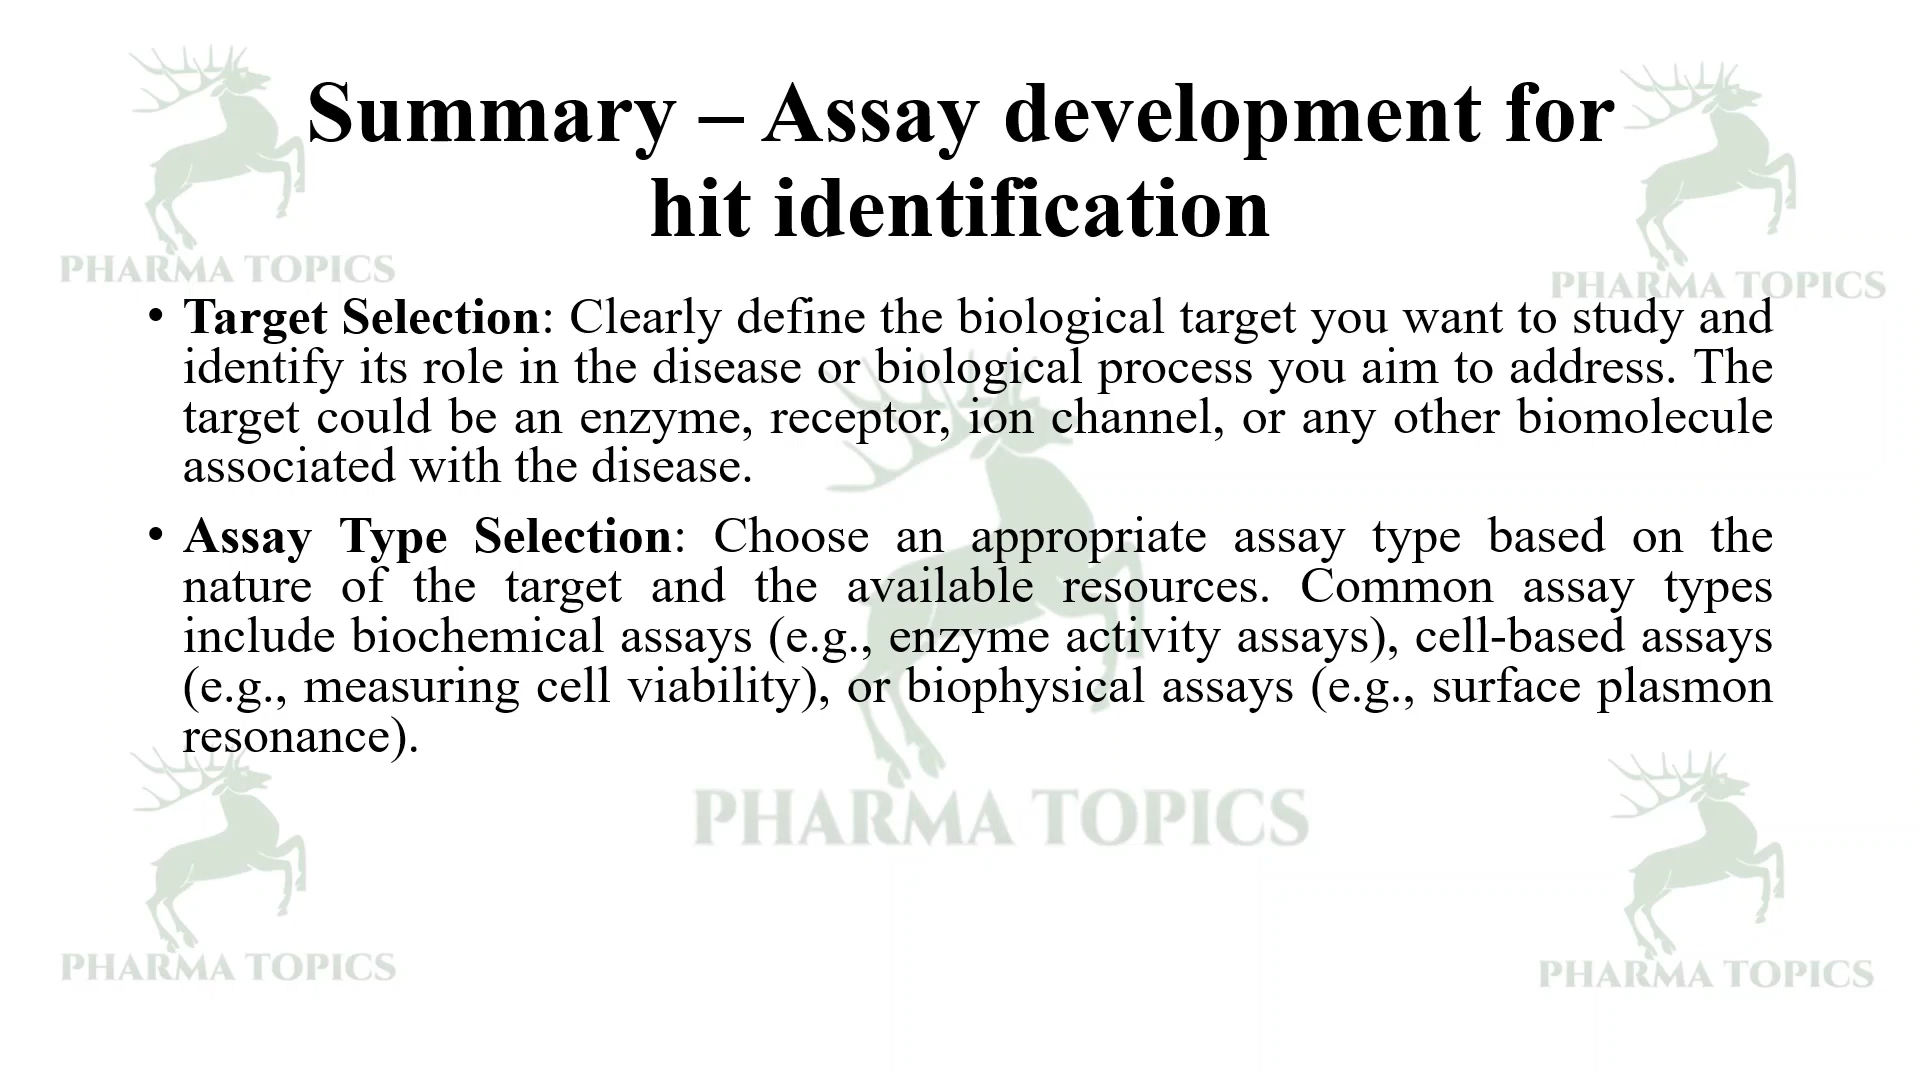 Summary – Assay development for
hit identification
PHARMA TOPICS
PHARMA TOPICS
• Target Selection: Clearly define the biological target you want to study and
identify its role in the disease or biological process you aim to address. The
target could be an enzyme, receptor, ion channel, or any other biomolecule
associated with the disease.
• Assay Type Selection: Choose an appropriate assay type based on the
nature of the target and the available resources. Common assay types
include biochemical assays (e.g., enzyme activity assays), cell-based assays
(e.g., measuring cell viability), or biophysical assays (e.g., surface plasmon
resonance).
PHARMA TOPICS
PHARMA TOPICS
PHARMA TOPICS